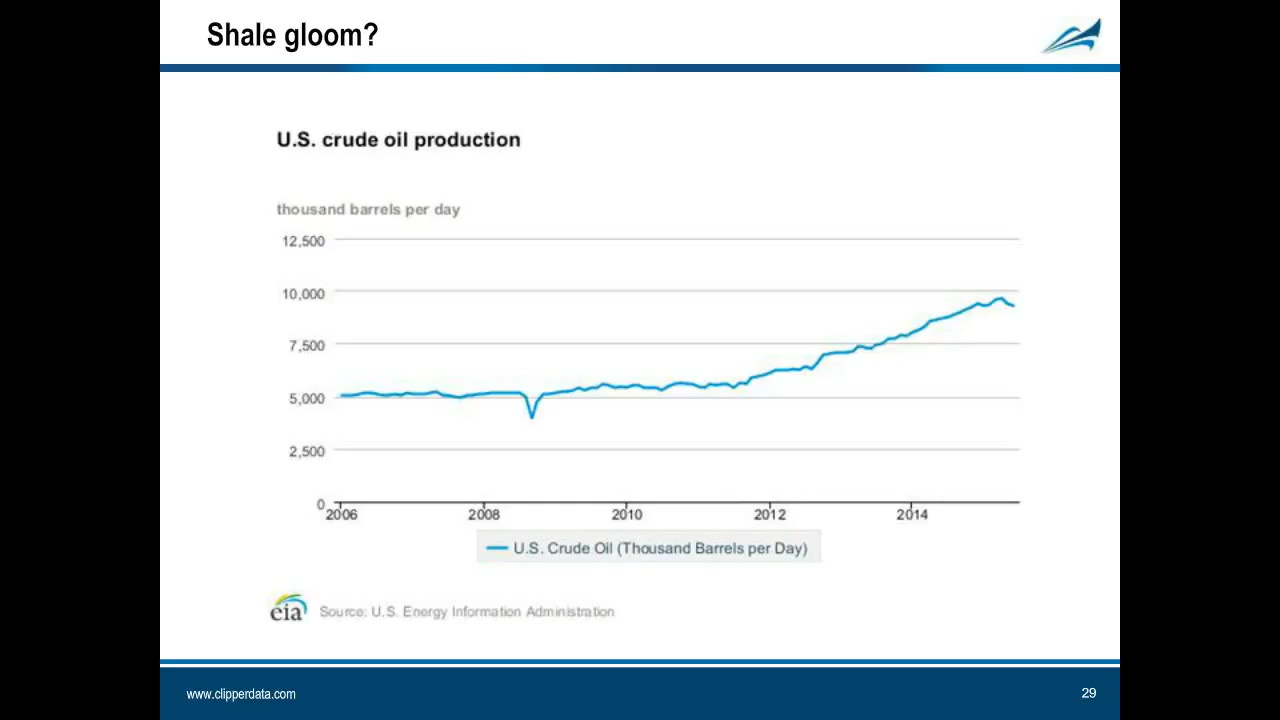 Shale gloom?
U.S. crude oil production
thousand barrels per day
12,500
10,000
7,500
5,000
2,500
0
2006 2008 2010 2012 2014
U.S. Crude Oil (Thousand Barrels per Day)
eia Source: U.S. Energy Information Administration
www.clipperdata.com 29